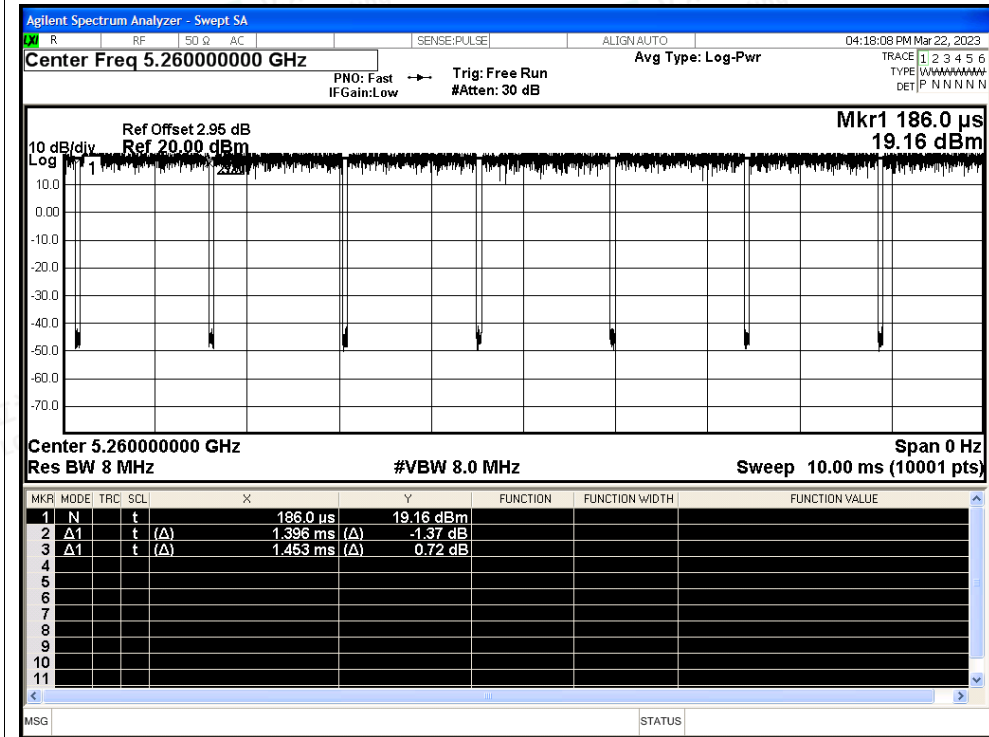 Agilent Spectrum Analyzer - Swept SA
LXI R RF 50 Ω AC SENSE:PULSE ALIGN AUTO 04:18:08 PM Mar 22, 2023
Center Freq 5.260000000 GHz Avg Type: Log-Pwr TRACE 1 2 3 4 5 6
PNO: Fast Trig: Free Run TYPE WWWWWW
IFGain:Low #Atten: 30 dB DET P N N N N N
Mkr1 186.0 µs
Ref Offset 2.95 dB
10 dB/div Ref 20.00 dBm 19.16 dBm
Log
1
10.0
0.00
-10.0
-20.0
-30.0
-40.0
-50.0
-60.0
-70.0
Center 5.260000000 GHz Span 0 Hz
Res BW 8 MHz #VBW 8.0 MHz Sweep 10.00 ms (10001 pts)
MKR MODE TRC SCL X Y FUNCTION FUNCTION WIDTH FUNCTION VALUE
1 N t 186.0 µs 19.16 dBm
2 Δ1 t (Δ) 1.396 ms (Δ) -1.37 dB
3 Δ1 t (Δ) 1.453 ms (Δ) 0.72 dB
4
5
6
7
8
9
10
11
MSG STATUS